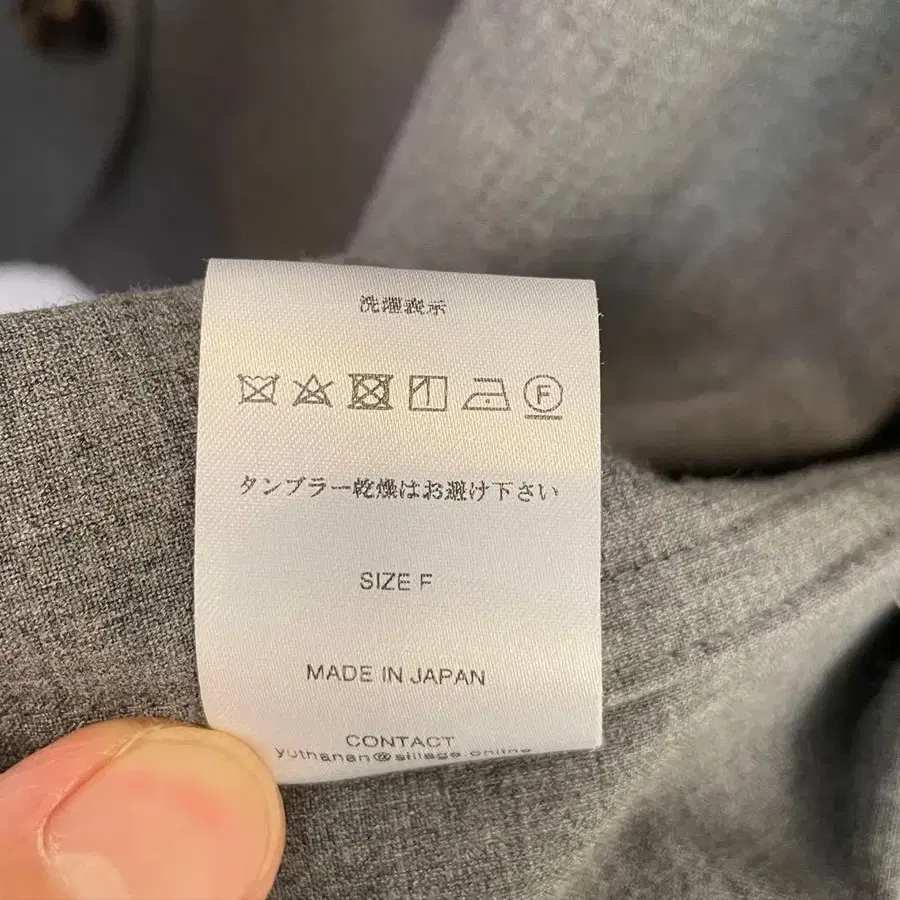 洗濯表示
F
タンブラー乾燥はお避け下さい
SIZE F
MADE IN JAPAN
CONTACT
yuthanan@sillage.online